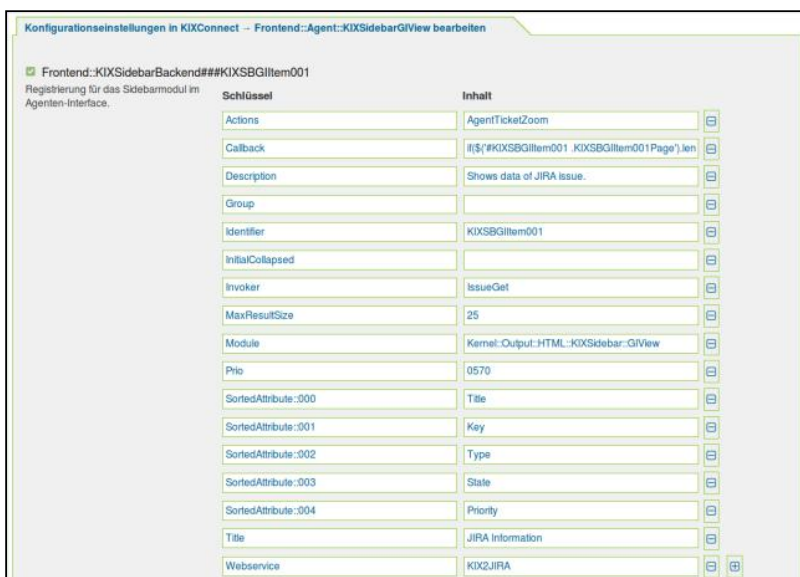 Konfigurationseinstellungen in KIXConnect → Frontend::Agent::KIXSidebarGIView bearbeiten
Frontend::KIXSidebarBackend###KIXSBGIItem001
Registrierung für das Sidebarmodul im
Agenten-Interface.
Schlüssel Inhalt
Actions AgentTicketZoom
Callback if($('#KIXSBGIItem001 .KIXSBGIItem001Page').len
Description Shows data of JIRA issue.
Group
Identifier KIXSBGIItem001
InitialCollapsed
Invoker IssueGet
MaxResultSize 25
Module Kernel::Output::HTML::KIXSidebar::GIView
Prio 0570
SortedAttribute::000 Title
SortedAttribute::001 Key
SortedAttribute::002 Type
SortedAttribute::003 State
SortedAttribute::004 Priority
Title JIRA Information
Webservice KIX2JIRA